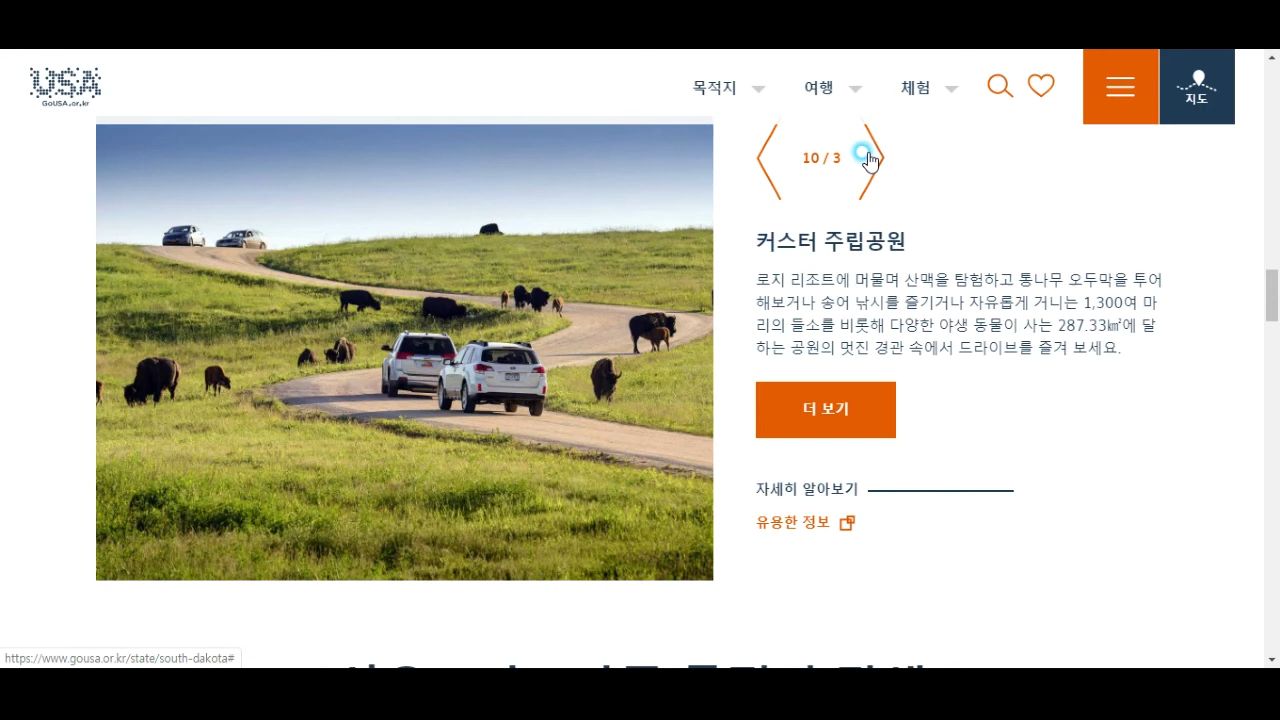 USA
GoUSA.or.kr
목적지
여행
체험
지도
10 / 3
커스터 주립공원
로지 리조트에 머물며 산맥을 탐험하고 통나무 오두막을 투어
해보거나 송어 낚시를 즐기거나 자유롭게 거니는 1,300여 마
리의 들소를 비롯해 다양한 야생 동물이 사는 287.33㎢에 달
하는 공원의 멋진 경관 속에서 드라이브를 즐겨 보세요.
더 보기
자세히 알아보기
유용한 정보
https://www.gousa.or.kr/state/south-dakota#